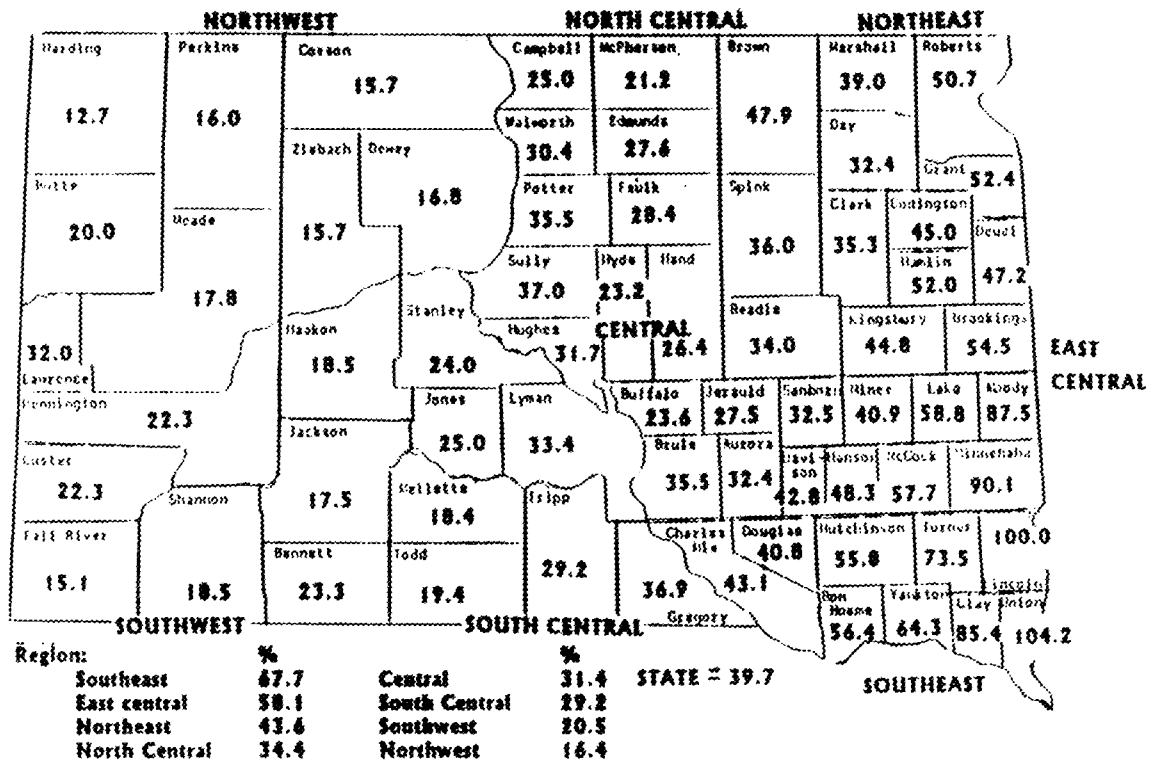 NORTHWEST NORTH CENTRAL NORTHEAST
Harding Perkins Corson Campbell McPherson Brown Marshall Roberts
12.7 16.0 15.7 25.0 21.2 47.9 39.0 50.7
Walworth Edmunds Day
30.4 27.6 32.4
Ziebach Dewey Grant
15.7 16.8 52.4
Butte Meade Potter Faulk Spink Clark Codington Deuel
20.0 17.8 35.5 28.4 36.0 35.3 45.0 47.2
Hamlin
52.0
Sully Hyde Hand
37.0 23.2 26.4
Haakon Stanley Hughes CENTRAL Beadle Kingsbury Brookings
18.5 24.0 31.7 34.0 44.8 54.5
EAST
CENTRAL
32.0
Lawrence
Pennington
22.3
Jones Lyman Buffalo Jerauld Sanborn Miner Lake Moody
25.0 33.4 23.6 27.5 32.5 40.9 58.8 87.5
Custer Jackson Brule Aurora Davison Hanson McCook Minnehaha
22.3 17.5 35.5 32.4 42.8 48.3 57.7 90.1
Shannon Mellette Tripp
18.5 18.4 29.2
Fall River Bennett Todd Gregory Charles Mix Douglas Hutchinson Turner Lincoln
15.1 23.3 19.4 36.9 43.1 40.8 55.8 73.5 100.0
Bon Homme Yankton Clay Union
56.4 64.3 85.4 104.2
SOUTHWEST SOUTH CENTRAL SOUTHEAST
Region: % %
Southeast 67.7 Central 31.4 STATE = 39.7
East central 58.1 South Central 29.2
Northeast 43.6 Southwest 20.5
North Central 34.4 Northwest 16.4